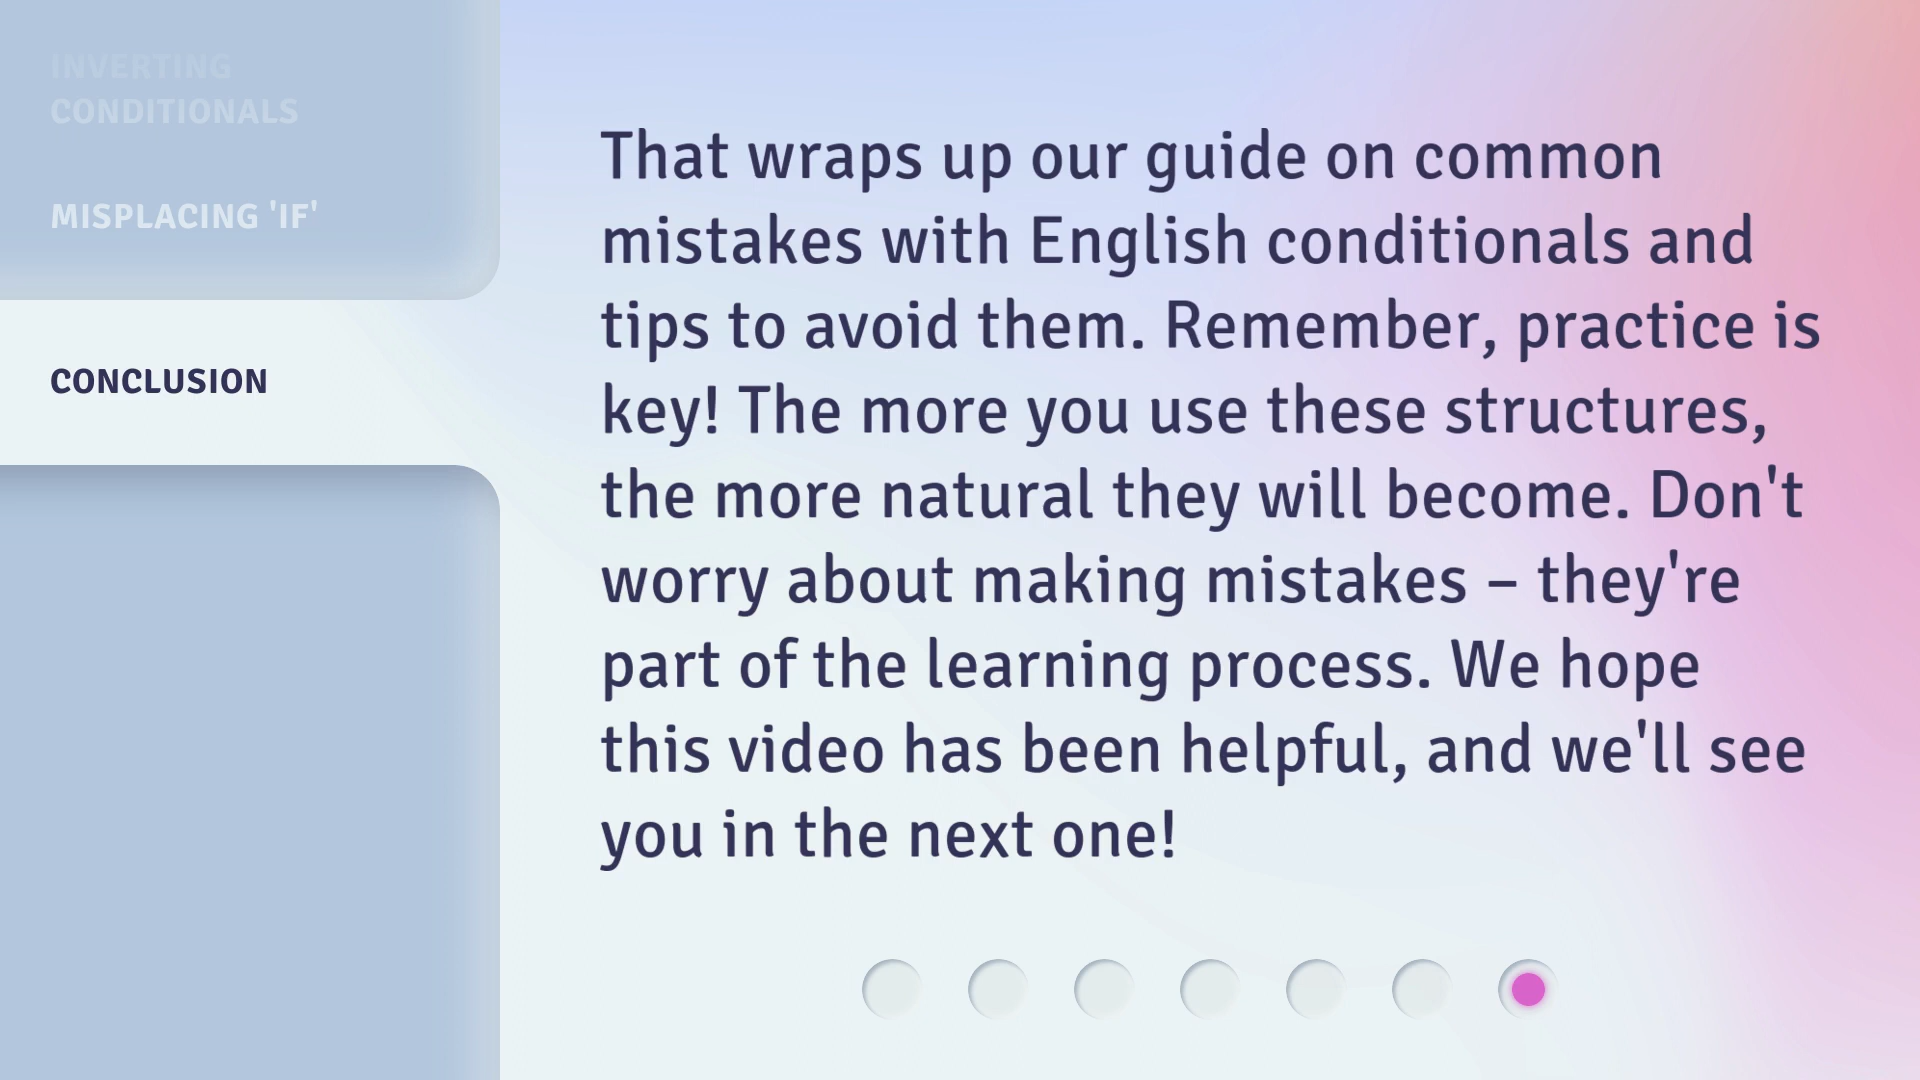 INVERTING
CONDITIONALS
MISPLACING 'IF'
CONCLUSION
That wraps up our guide on common
mistakes with English conditionals and
tips to avoid them. Remember, practice is
key! The more you use these structures,
the more natural they will become. Don't
worry about making mistakes – they're
part of the learning process. We hope
this video has been helpful, and we'll see
you in the next one!